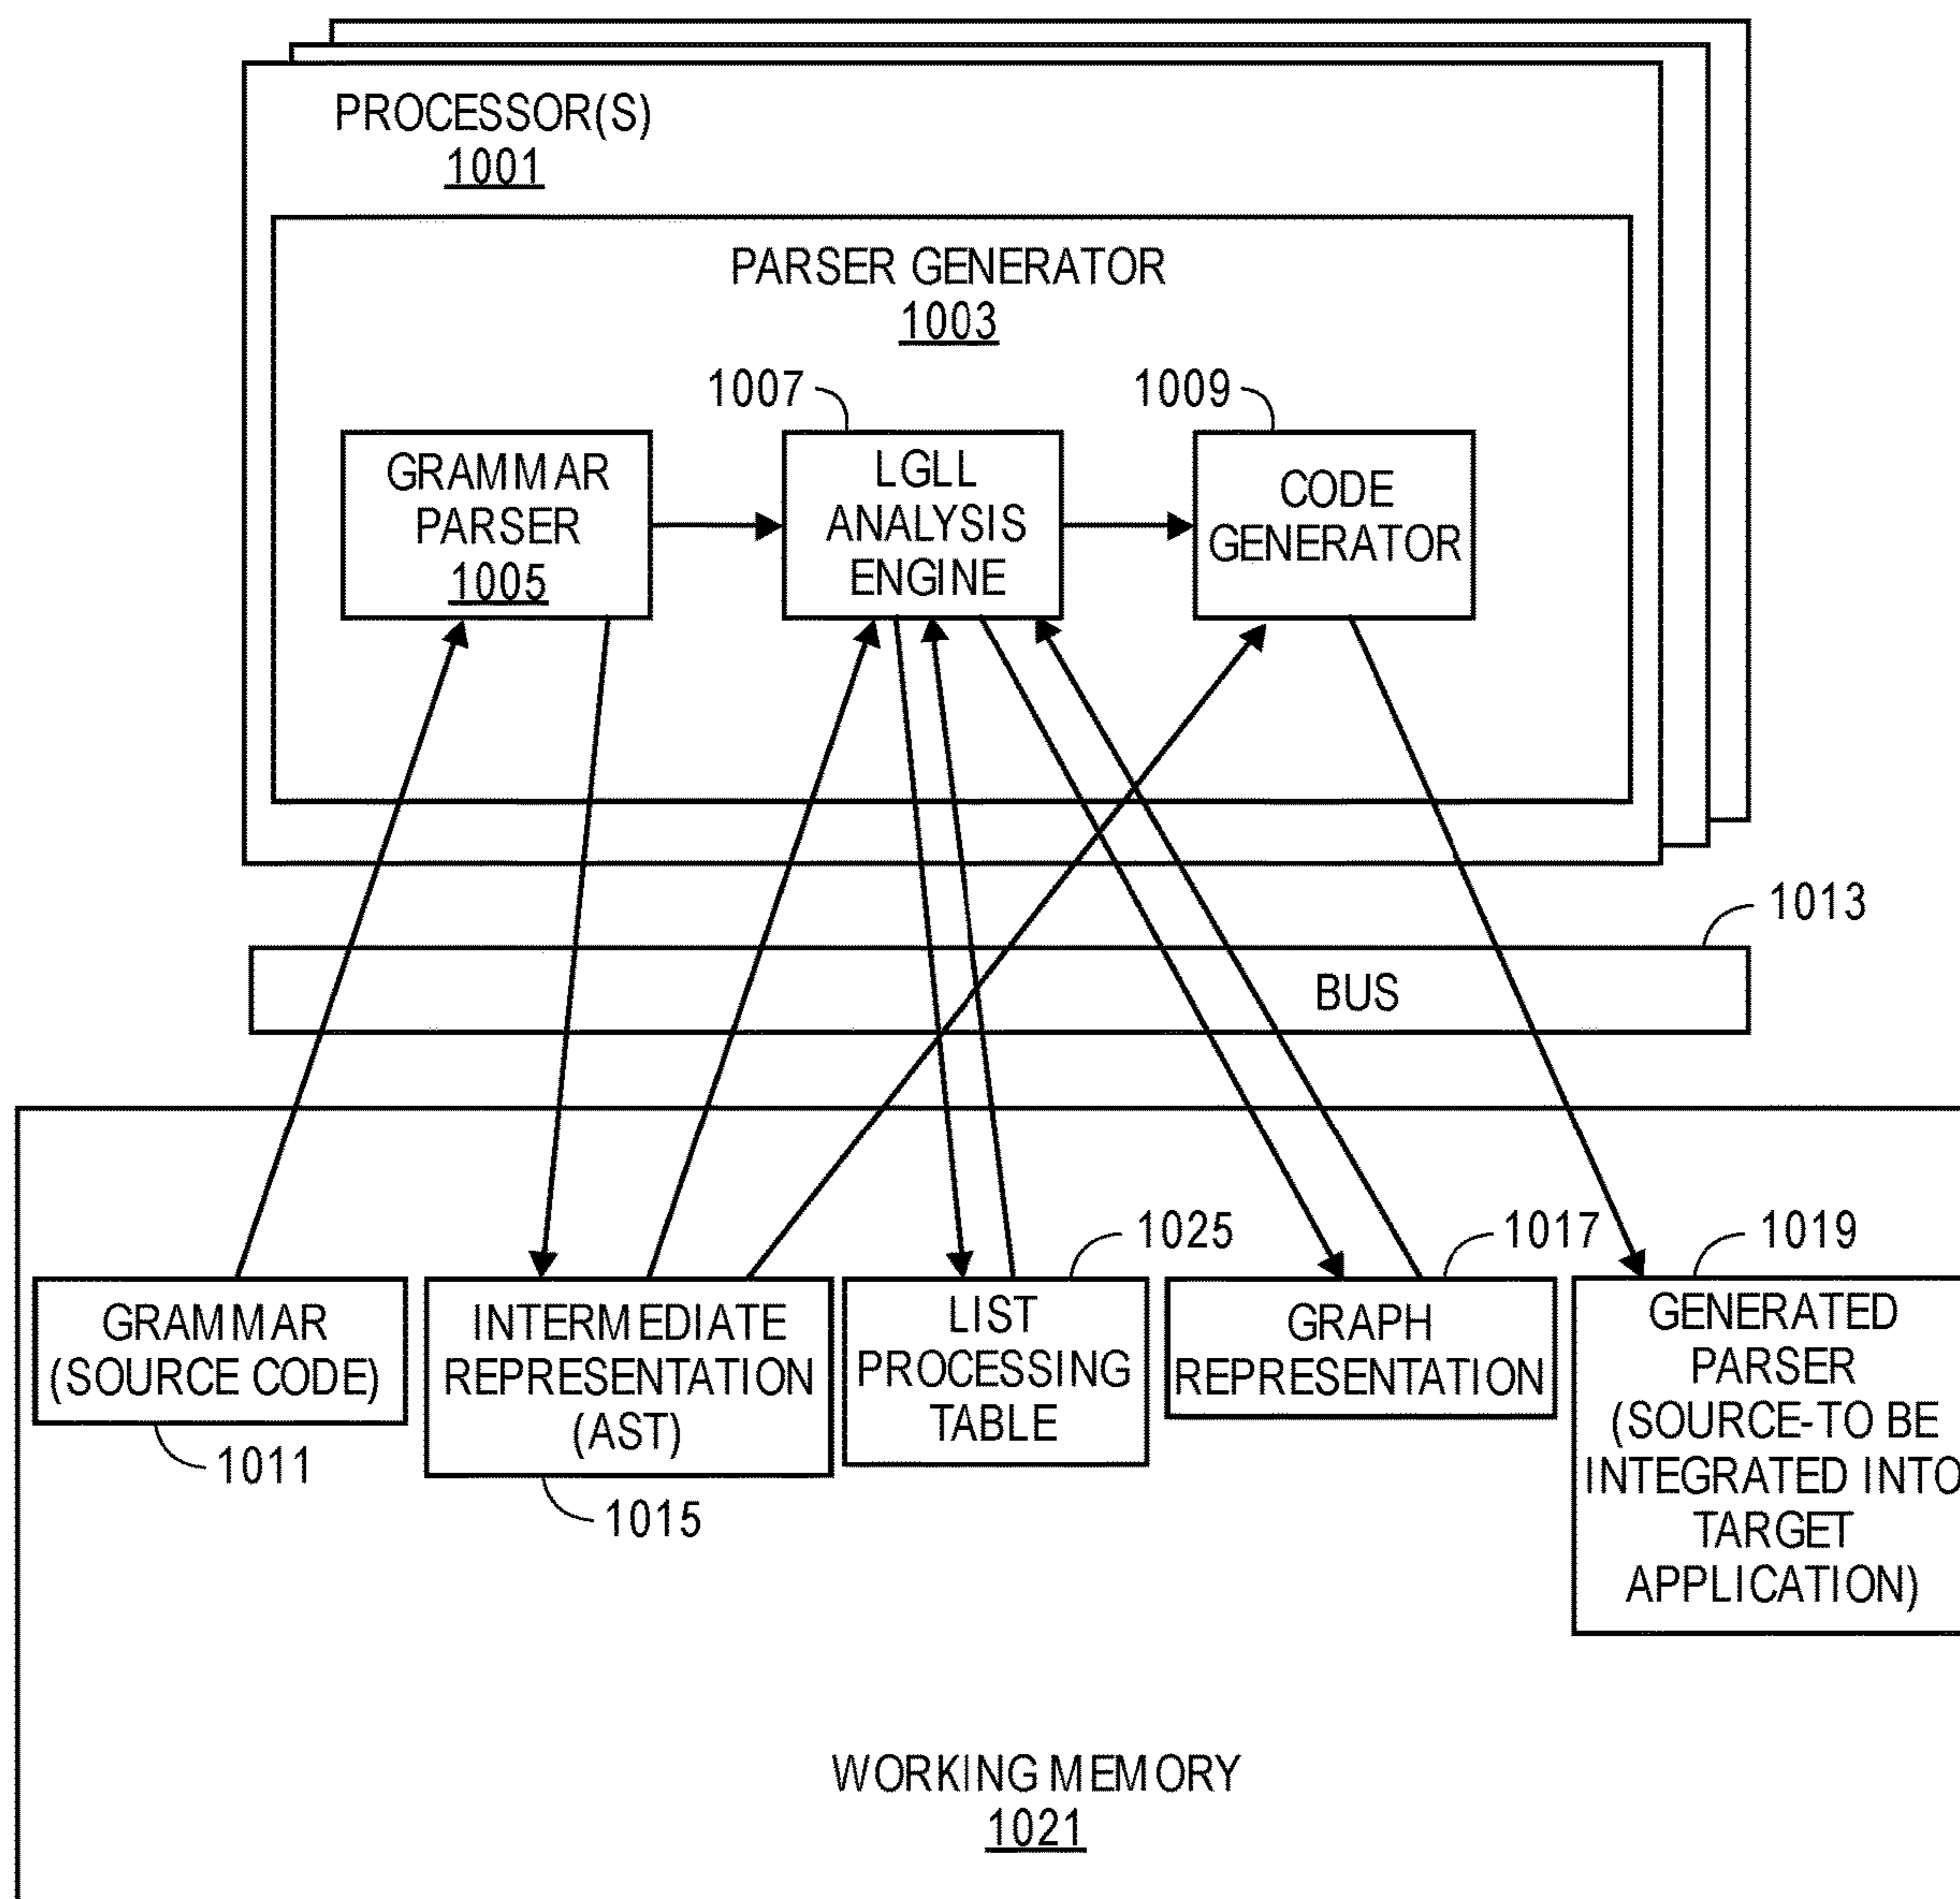 PROCESSOR(S)
1001
PARSER GENERATOR
1003
1007
1009
GRAMMAR
PARSER
1005
LGLL
ANALYSIS
ENGINE
CODE
GENERATOR
1013
BUS
1025
1017
1019
GRAMMAR
(SOURCE CODE)
1011
INTERMEDIATE
REPRESENTATION
(AST)
1015
LIST
PROCESSING
TABLE
GRAPH
REPRESENTATION
GENERATED
PARSER
(SOURCE-TO BE
INTEGRATED INTO
TARGET
APPLICATION)
WORKING MEMORY
1021